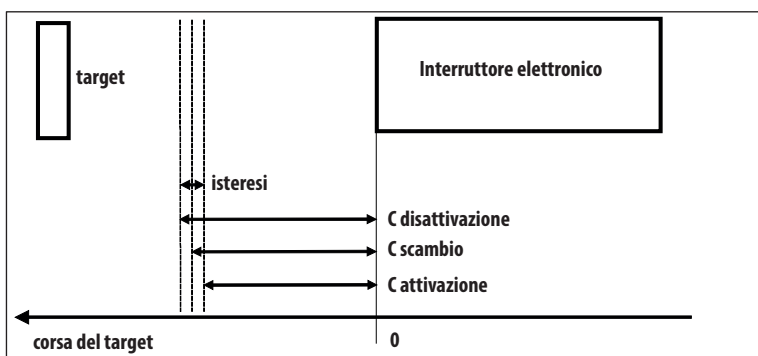 target
Interruttore elettronico
isteresi
C disattivazione
C scambio
C attivazione
corsa del target
0